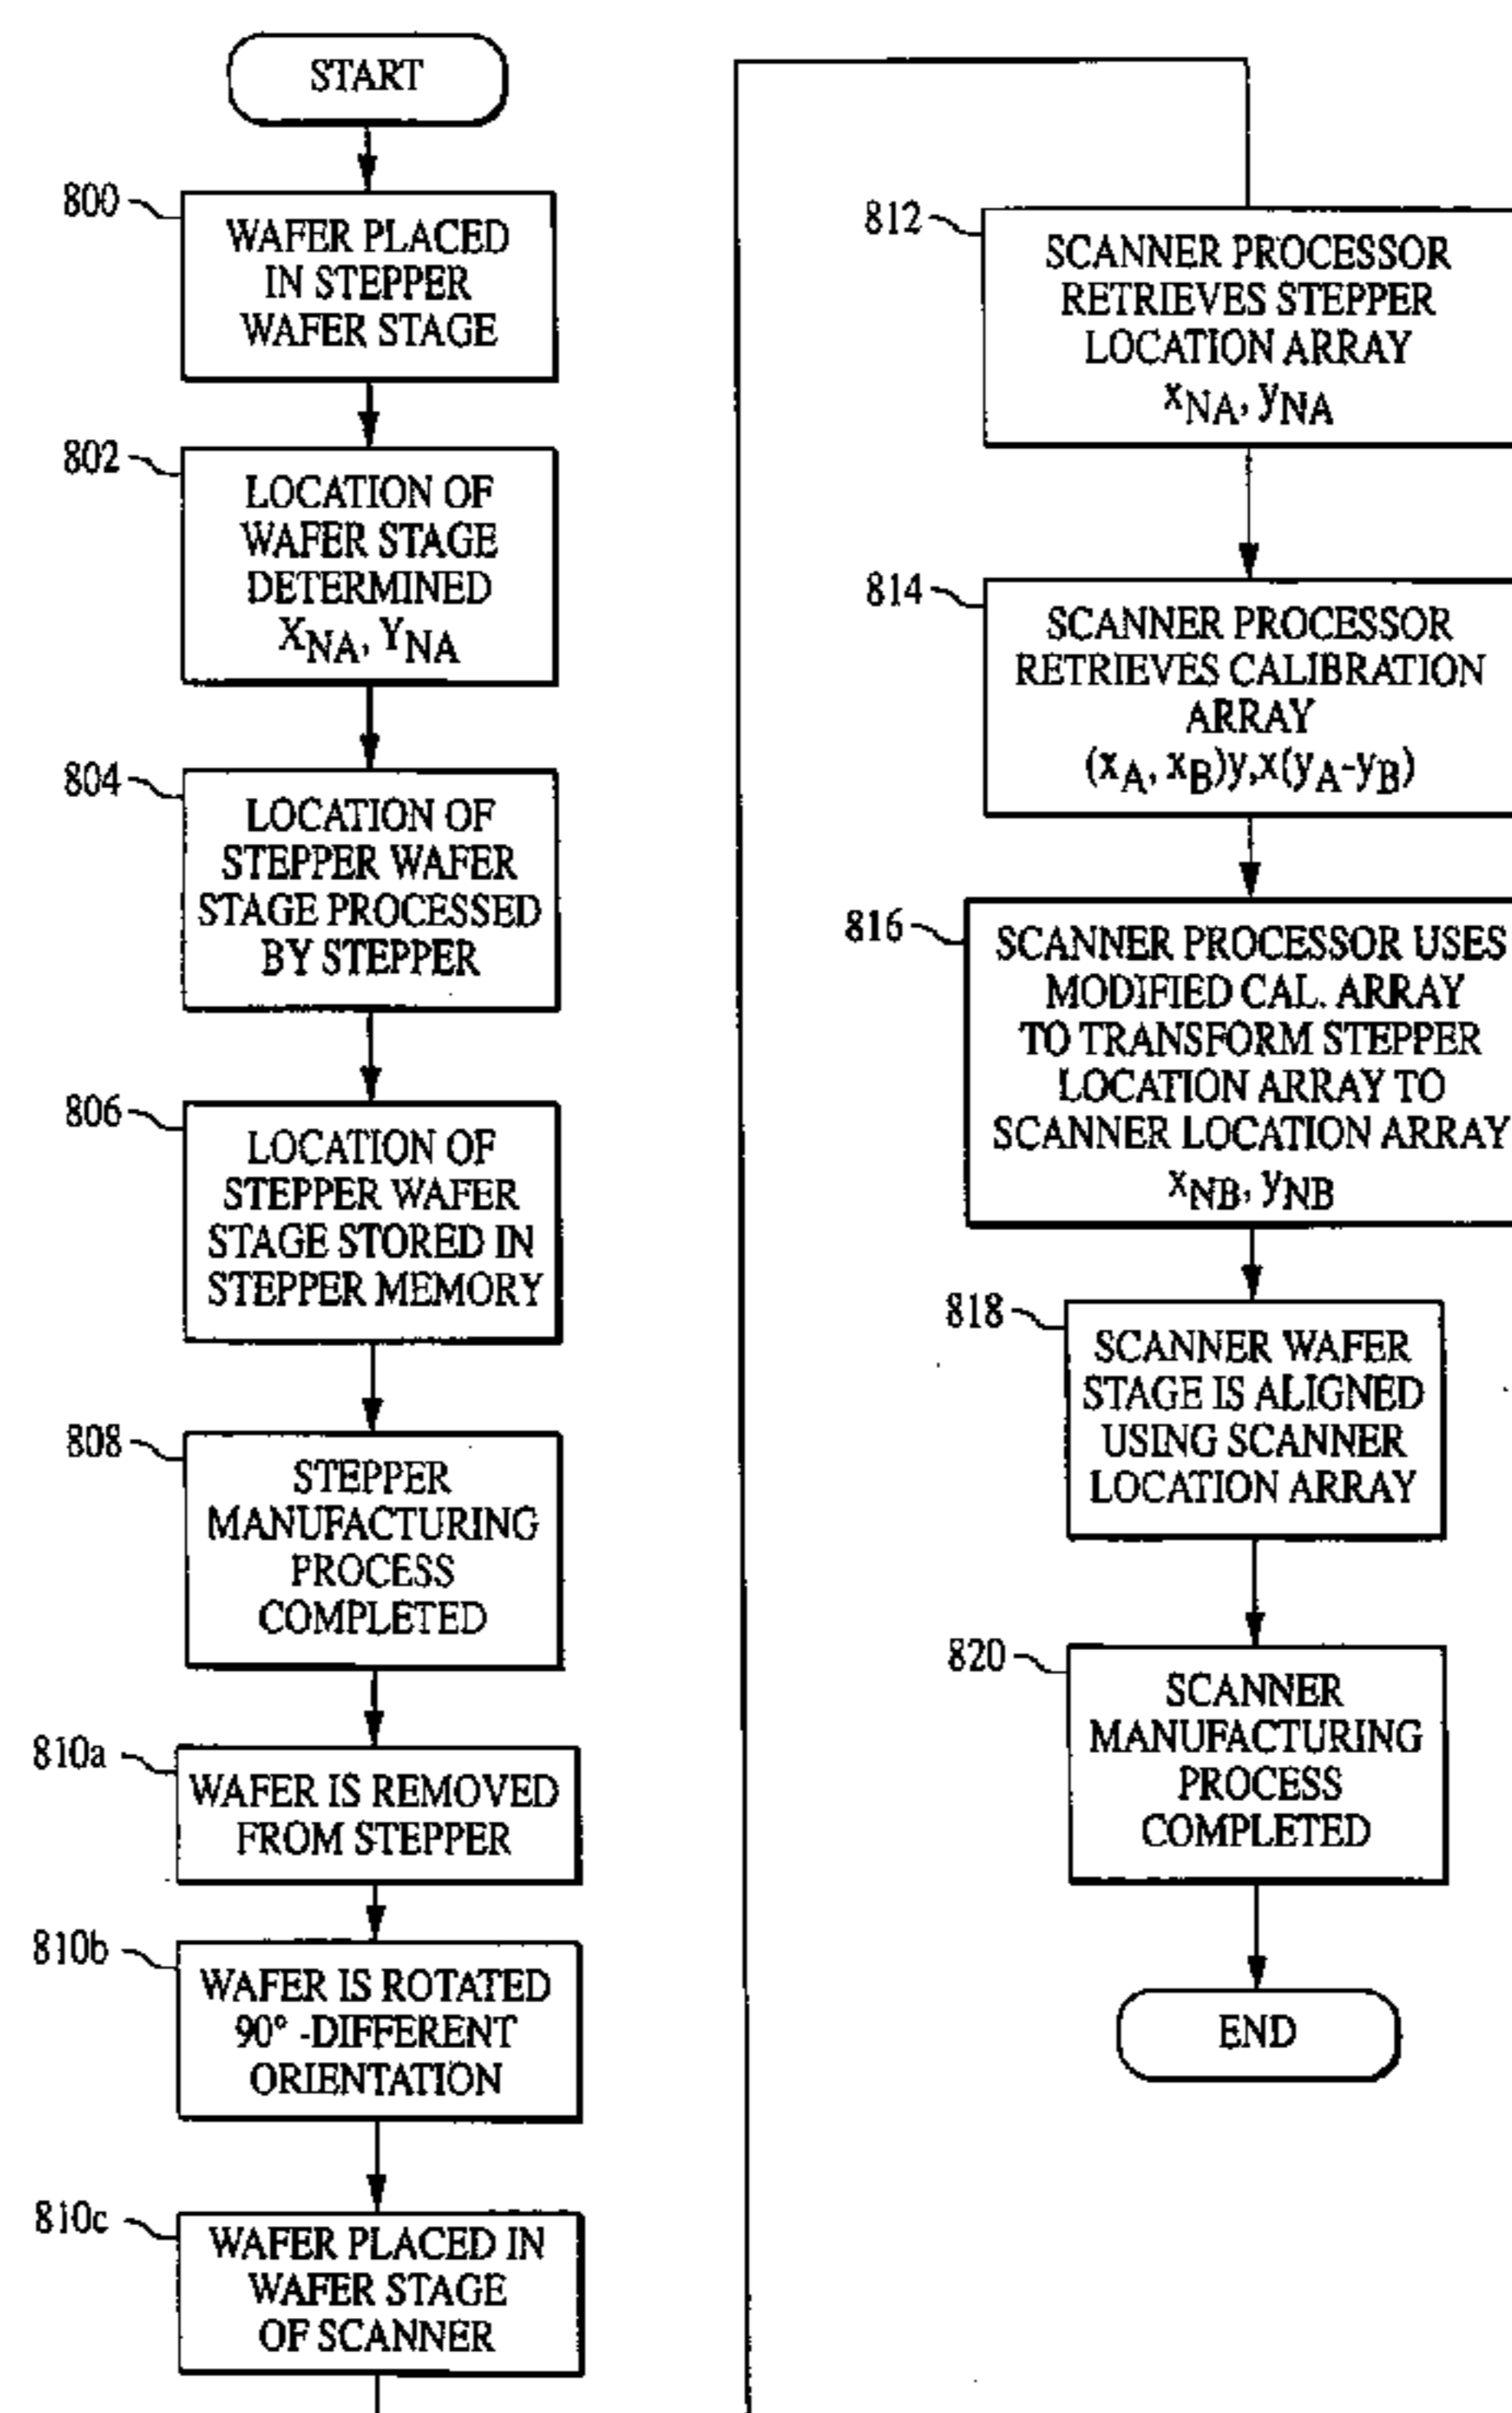 START
800
WAFER PLACED
IN STEPPER
WAFER STAGE
802
LOCATION OF
WAFER STAGE
DETERMINED
XNA, YNA
804
LOCATION OF
STEPPER WAFER
STAGE PROCESSED
BY STEPPER
806
LOCATION OF
STEPPER WAFER
STAGE STORED IN
STEPPER MEMORY
808
STEPPER
MANUFACTURING
PROCESS
COMPLETED
810a
WAFER IS REMOVED
FROM STEPPER
810b
WAFER IS ROTATED
90° -DIFFERENT
ORIENTATION
810c
WAFER PLACED IN
WAFER STAGE
OF SCANNER
812
SCANNER PROCESSOR
RETRIEVES STEPPER
LOCATION ARRAY
xNA, yNA
814
SCANNER PROCESSOR
RETRIEVES CALIBRATION
ARRAY
(xA, xB)y,x(yA-yB)
816
SCANNER PROCESSOR USES
MODIFIED CAL. ARRAY
TO TRANSFORM STEPPER
LOCATION ARRAY TO
SCANNER LOCATION ARRAY
xNB, yNB
818
SCANNER WAFER
STAGE IS ALIGNED
USING SCANNER
LOCATION ARRAY
820
SCANNER
MANUFACTURING
PROCESS
COMPLETED
END